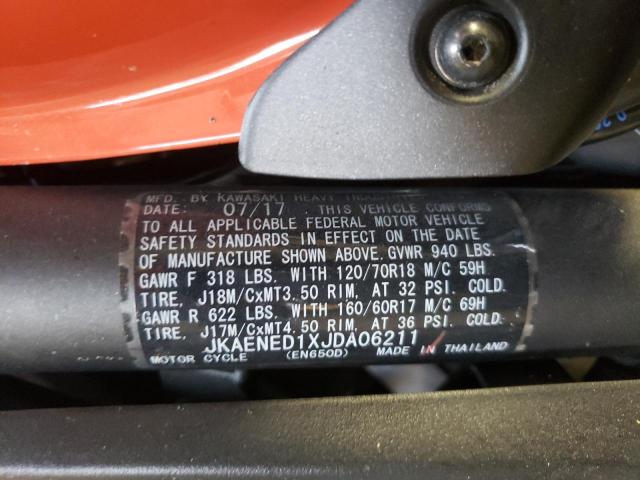 MFD. BY KAWASAKI HEAVY
DATE: 07/17 THIS VEHICLE CONFORMS
TO ALL APPLICABLE FEDERAL MOTOR VEHICLE
SAFETY STANDARDS IN EFFECT ON THE DATE
OF MANUFACTURE SHOWN ABOVE. GVWR 940 LBS.
GAWR F 318 LBS. WITH 120/70R18 M/C 59H
TIRE, J18M/CxMT3.50 RIM, AT 32 PSI. COLD.
GAWR R 622 LBS. WITH 160/60R17 M/C 69H
TIRE, J17M/CxMT4.50 RIM, AT 36 PSI. COLD.
JKAENED1XJDA06211
MOTOR CYCLE (EN650D) MADE IN THAILAND